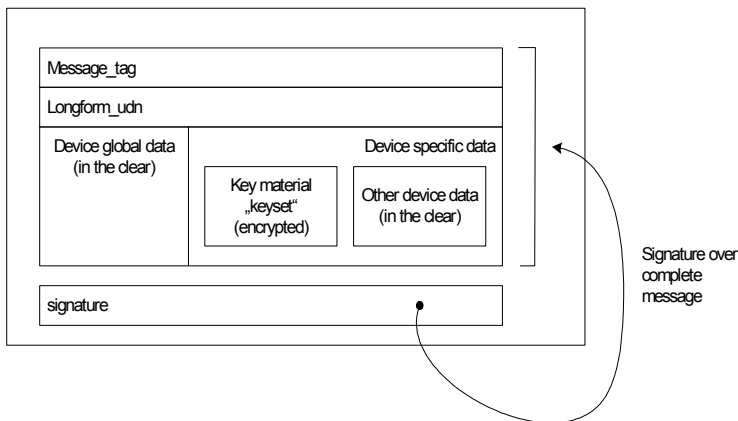 Message_tag
Longform_udn
Device global data
(in the clear)
Device specific data
Key material
„keyset“
(encrypted)
Other device data
(in the clear)
signature
Signature over
complete
message